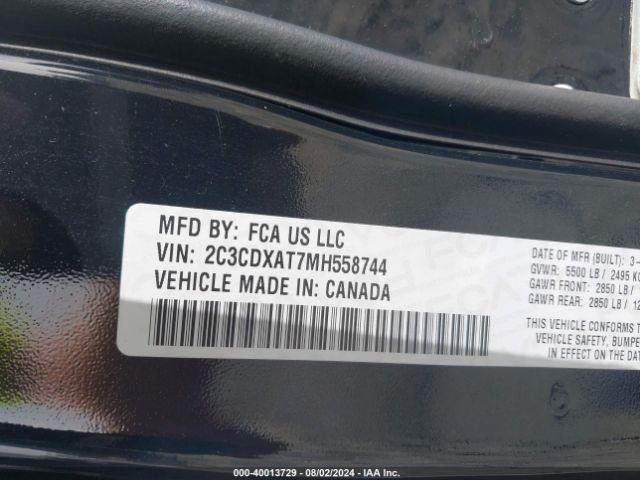 MFD BY: FCA US LLC
VIN: 2C3CDXAT7MH558744
VEHICLE MADE IN: CANADA
DATE OF MFR (BUILT): 3-
GVWR: 5500 LB / 2495 KG
GAWR FRONT: 2850 LB /
GAWR REAR: 2850 LB / 12
THIS VEHICLE CONFORMS
VEHICLE SAFETY, BUMPE
IN EFFECT ON THE DAT
000-40013729 - 08/02/2024 - IAA Inc.